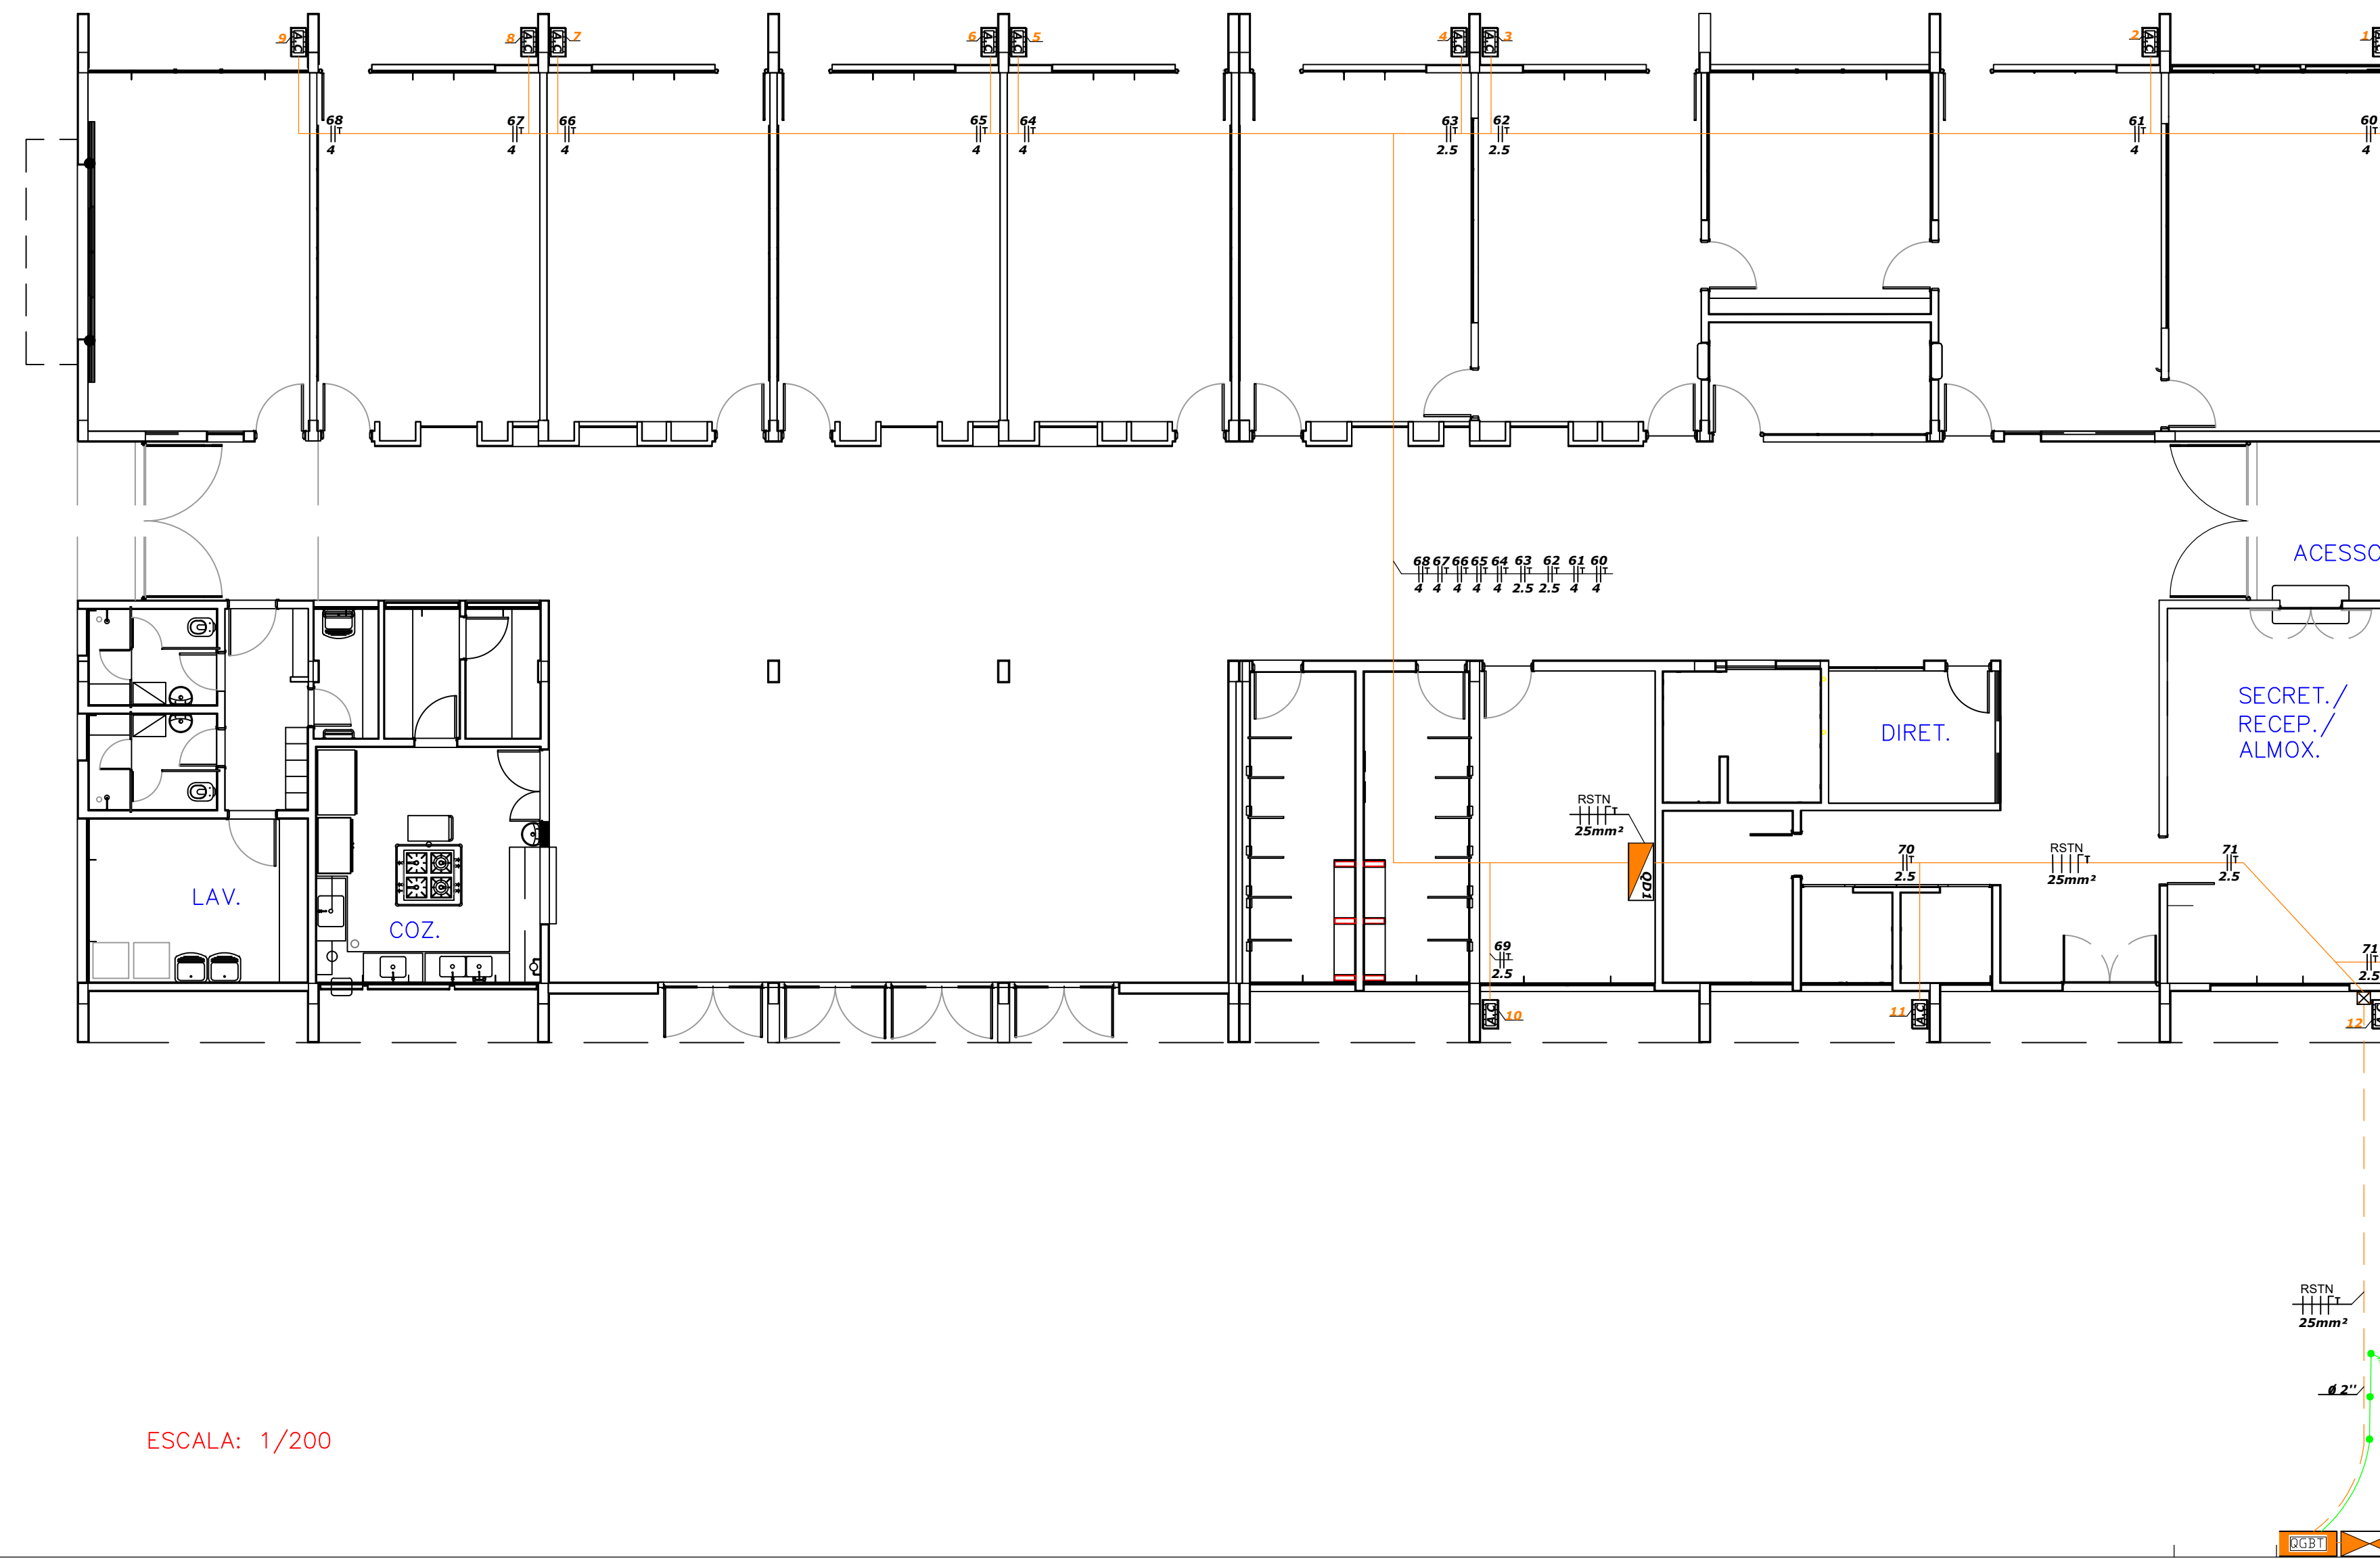 9 A.C 8 A.C A.C 7 6 A.C A.C 5 4 A.C A.C 3 2 A.C 1
68 T 67 T 66 T 65 T 64 T 63 T 62 T 61 T 60 T
4 4 4 4 4 2.5 2.5 4 4
68 T 67 T 66 T 65 T 64 T 63 T 62 T 61 T 60 T
4 4 4 4 4 2.5 2.5 4 4
ACESSO
SECRET./
RECEP./
ALMOX.
DIRET.
RSTN
T
25mm²
QD1
70 T
2.5
RSTN
T
25mm²
71 T
2.5
LAV.
COZ.
69 T
2.5
71 T
2.5
A.C 10
11 A.C
12
RSTN
T
25mm²
Ø 2''
ESCALA: 1/200
QGBT